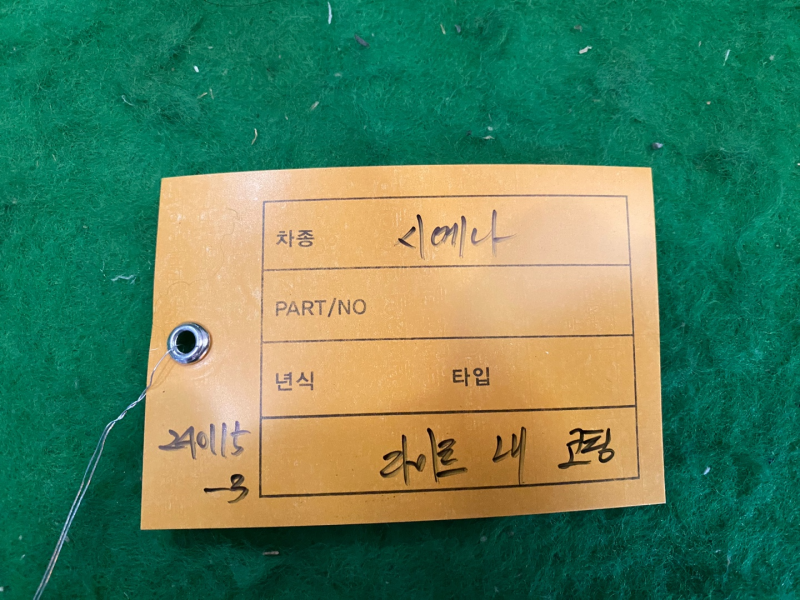 차종 시에나
PART/NO
년식 타입
라이트 내 코팅
240115
-3